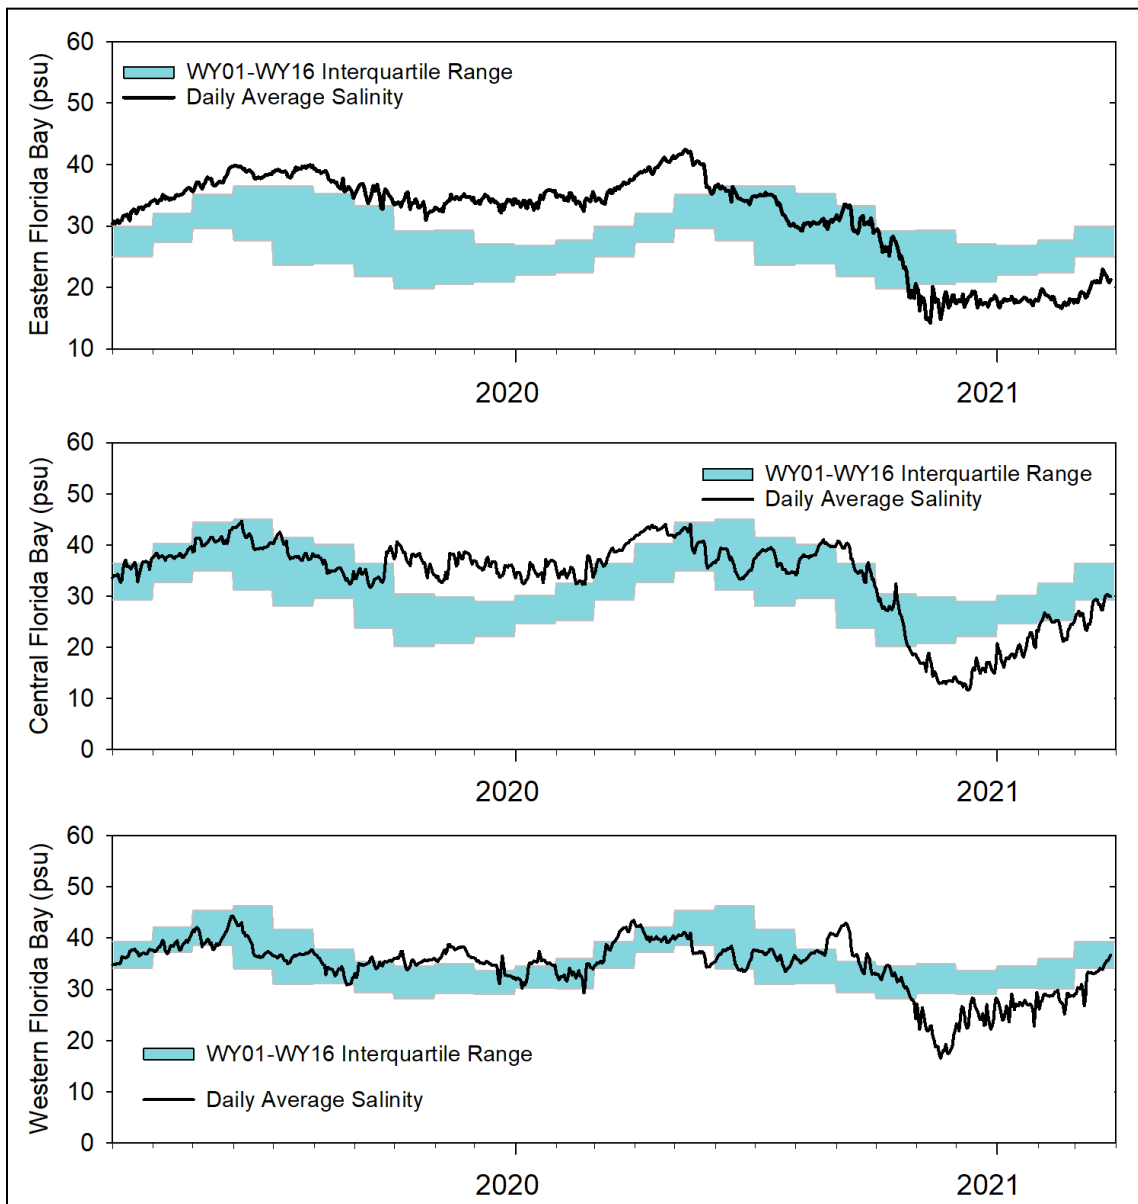 Eastern Florida Bay (psu)
60
50
40
30
20
10
WY01-WY16 Interquartile Range
Daily Average Salinity
2020
2021
Central Florida Bay (psu)
60
50
40
30
20
10
0
WY01-WY16 Interquartile Range
Daily Average Salinity
2020
2021
Western Florida Bay (psu)
60
50
40
30
20
10
0
WY01-WY16 Interquartile Range
Daily Average Salinity
2020
2021